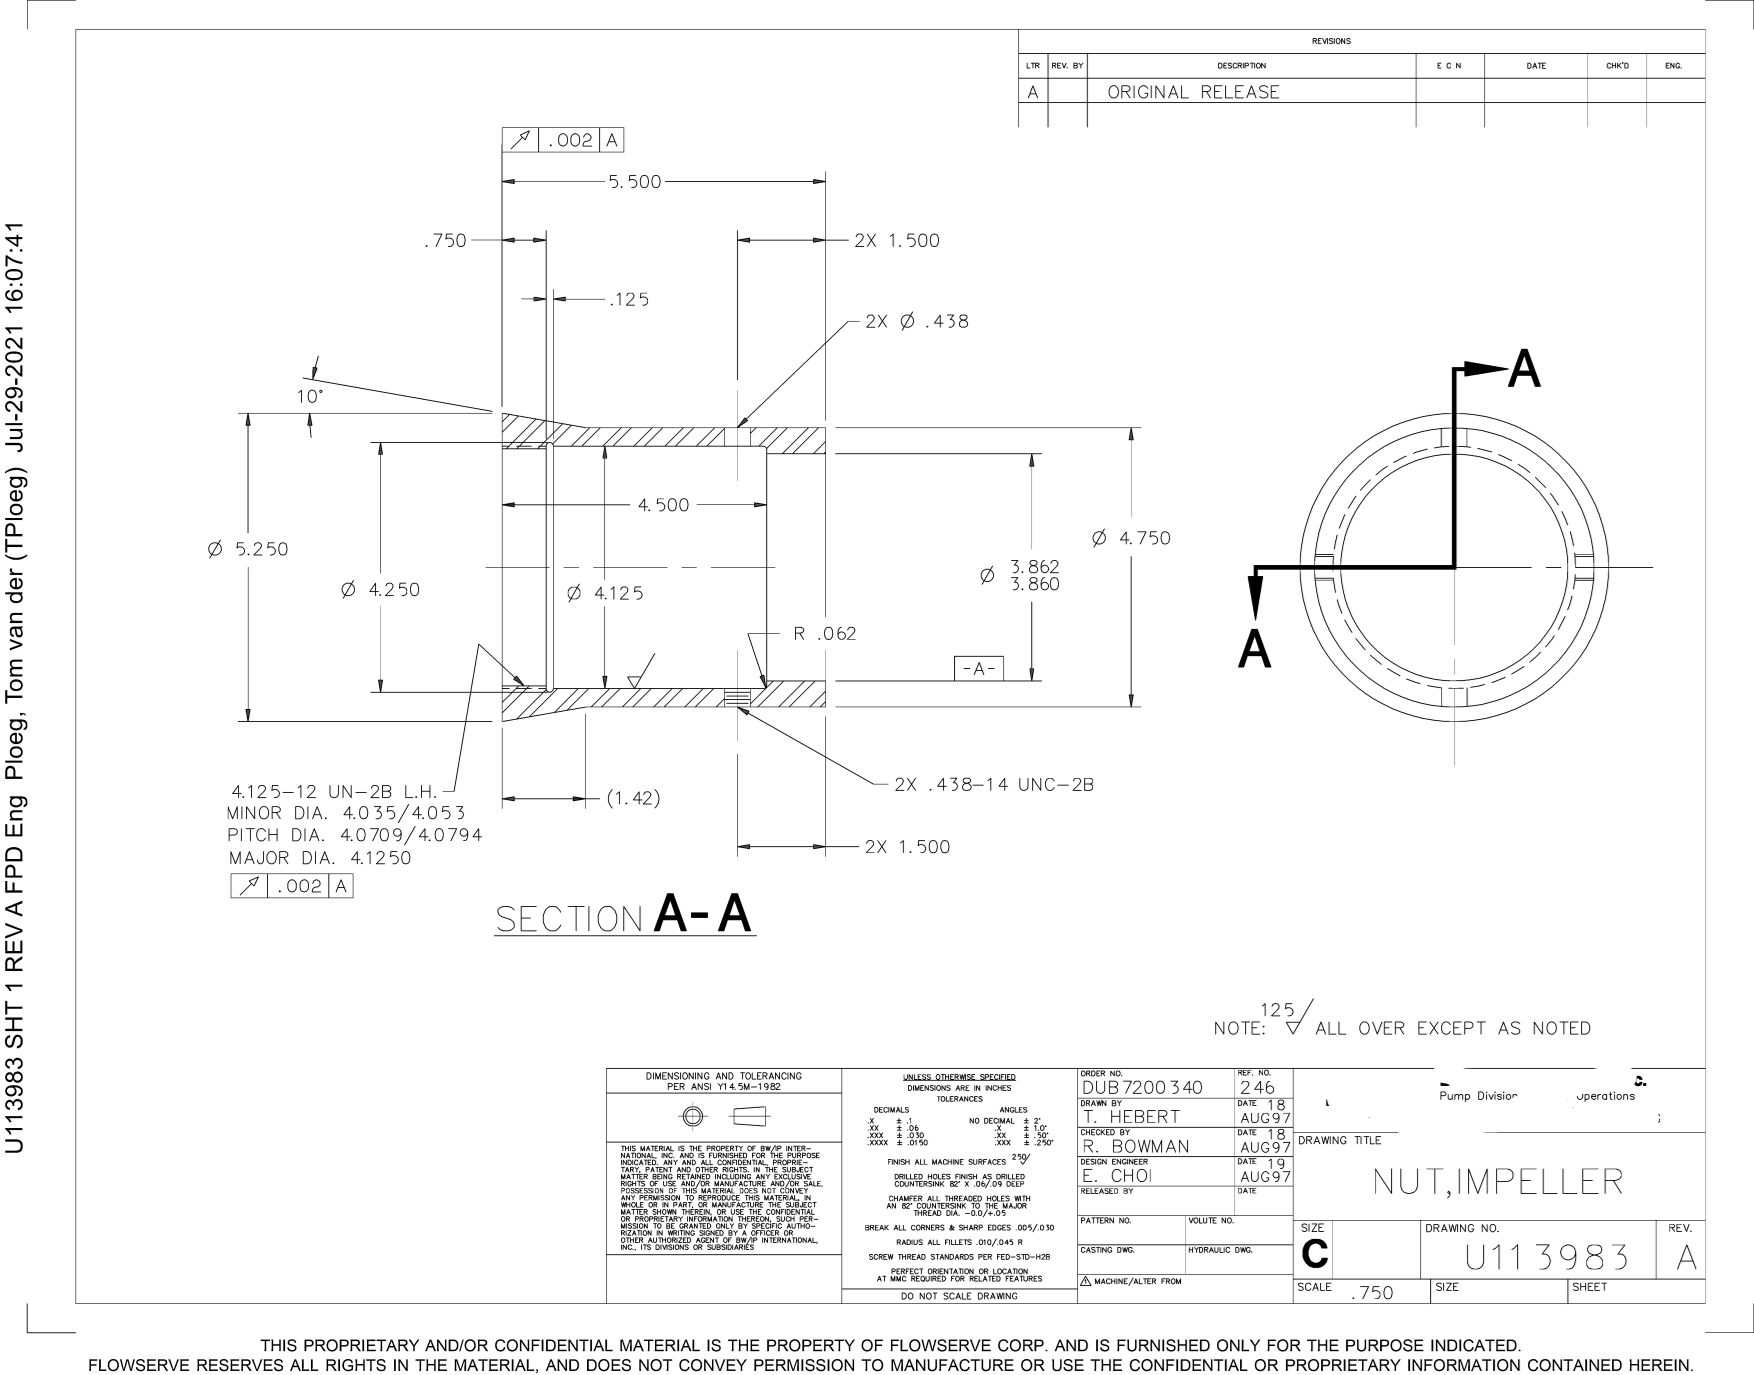 U113983 SHT 1 REV A FPD Eng Ploeg, Tom van der (TPloeg) Jul-29-2021 16:07:41
REVISIONS
LTR REV. BY DESCRIPTION E C N DATE CHK'D ENG.
A ORIGINAL RELEASE
.002 A
5.500
.750
2X 1.500
.125
2X Ø .438
10°
4.500
Ø 5.250
Ø 4.250
Ø 4.125
Ø 3.862
3.860
Ø 4.750
R .062
-A-
A
A
4.125-12 UN-2B L.H.
MINOR DIA. 4.035/4.053
PITCH DIA. 4.0709/4.0794
MAJOR DIA. 4.1250
.002 A
(1.42)
2X .438-14 UNC-2B
2X 1.500
SECTION A-A
125
NOTE: ALL OVER EXCEPT AS NOTED
DIMENSIONING AND TOLERANCING
PER ANSI Y14.5M-1982
THIS MATERIAL IS THE PROPERTY OF BW/IP INTER-
NATIONAL, INC. AND IS FURNISHED FOR THE PURPOSE
INDICATED. ANY AND ALL CONFIDENTIAL, PROPRIE-
TARY, PATENT AND OTHER RIGHTS. IN THE SUBJECT
MATTER BEING RETAINED INCLUDING ANY EXCLUSIVE
RIGHTS OF USE AND/OR MANUFACTURE AND/OR SALE.
POSSESSION OF THIS MATERIAL DOES NOT CONVEY
ANY PERMISSION TO REPRODUCE THIS MATERIAL, IN
WHOLE OR IN PART, OR MANUFACTURE THE SUBJECT
MATTER SHOWN THEREIN, OR USE THE CONFIDENTIAL
OR PROPRIETARY INFORMATION THEREON, SUCH PER-
MISSION TO BE GRANTED ONLY BY SPECIFIC AUTHO-
RIZATION IN WRITING SIGNED BY A OFFICER OR
OTHER AUTHORIZED AGENT OF BW/IP INTERNATIONAL,
INC., ITS DIVISIONS OR SUBSIDIARIES
UNLESS OTHERWISE SPECIFIED
DIMENSIONS ARE IN INCHES
TOLERANCES
DECIMALS ANGLES
.X ± .1 NO DECIMAL ± 2°
.XX ± .06 .X ± 1.0°
.XXX ± .030 .XX ± .50°
.XXXX ± .0150 .XXX ± .250°
FINISH ALL MACHINE SURFACES 250
DRILLED HOLES FINISH AS DRILLED
COUNTERSINK 82° X .06/.09 DEEP
CHAMFER ALL THREADED HOLES WITH
AN 82° COUNTERSINK TO THE MAJOR
THREAD DIA. -0.0/+.05
BREAK ALL CORNERS & SHARP EDGES .005/.030
RADIUS ALL FILLETS .010/.045 R
SCREW THREAD STANDARDS PER FED-STD-H28
PERFECT ORIENTATION OR LOCATION
AT MMC REQUIRED FOR RELATED FEATURES
DO NOT SCALE DRAWING
ORDER NO. REF. NO.
DUB7200340 246
DRAWN BY DATE 18
T. HEBERT AUG97
CHECKED BY DATE 18
R. BOWMAN AUG97
DESIGN ENGINEER DATE 19
E. CHOI AUG97
RELEASED BY DATE
PATTERN NO. VOLUTE NO.
CASTING DWG. HYDRAULIC DWG.
MACHINE/ALTER FROM
Pump Division Operations
DRAWING TITLE
NUT,IMPELLER
SIZE DRAWING NO. REV.
C U113983 A
SCALE .750 SIZE SHEET
THIS PROPRIETARY AND/OR CONFIDENTIAL MATERIAL IS THE PROPERTY OF FLOWSERVE CORP. AND IS FURNISHED ONLY FOR THE PURPOSE INDICATED.
FLOWSERVE RESERVES ALL RIGHTS IN THE MATERIAL, AND DOES NOT CONVEY PERMISSION TO MANUFACTURE OR USE THE CONFIDENTIAL OR PROPRIETARY INFORMATION CONTAINED HEREIN.